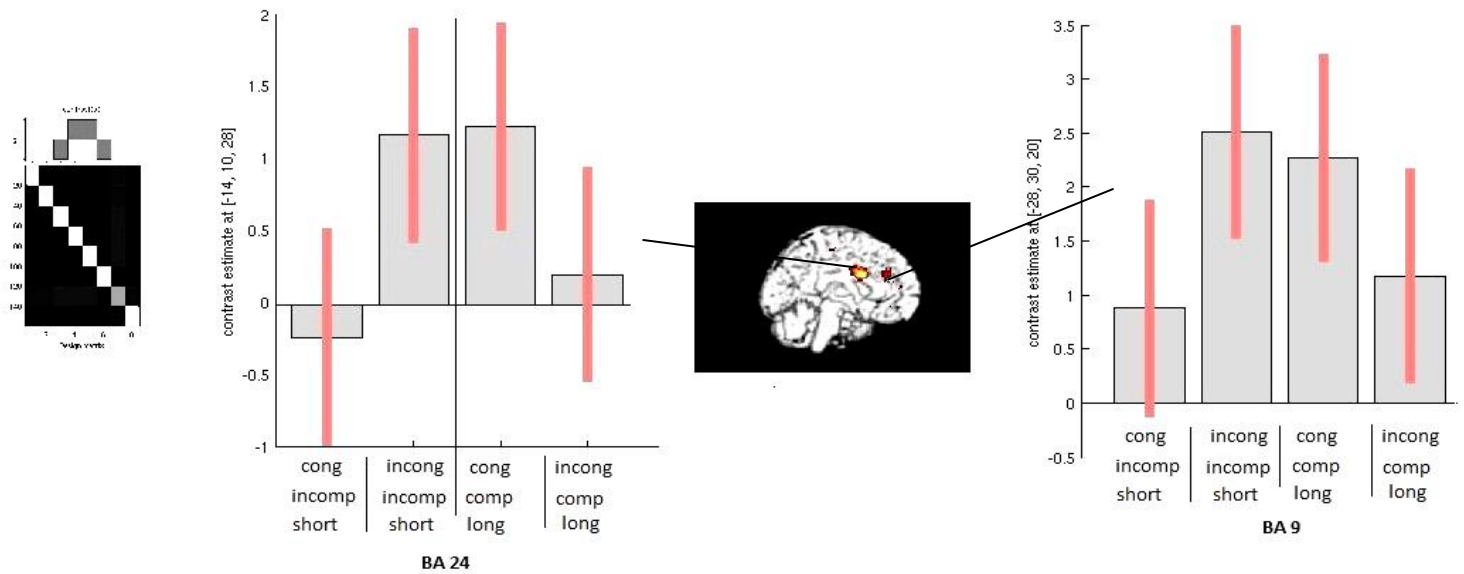 contrast estimate at [-14, 10, 28]
2
1.5
1
0.5
0
-0.5
-1
cong
incomp
short
incong
incomp
short
cong
comp
long
incong
comp
long
BA 24
contrast estimate at [-28, 30, 20]
3.5
3
2.5
2
1.5
1
0.5
0
-0.5
cong
incomp
short
incong
incomp
short
cong
comp
long
incong
comp
long
BA 9